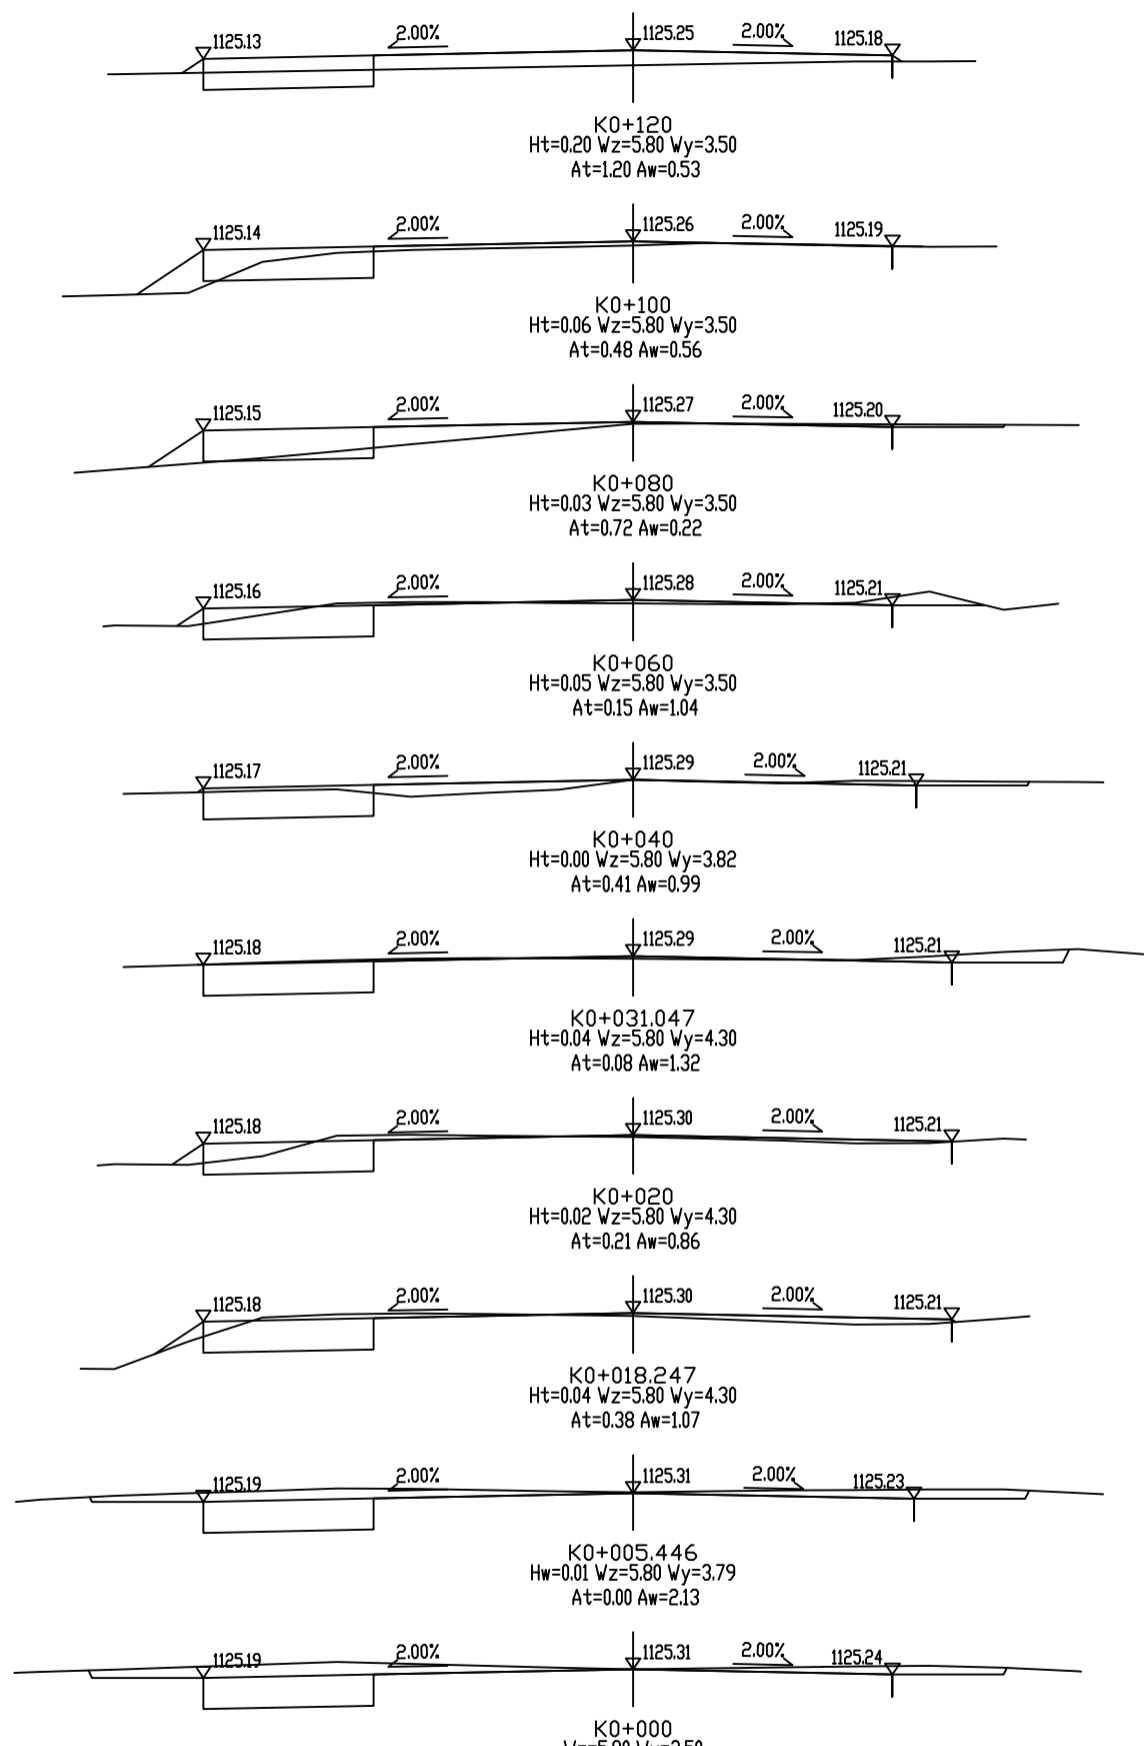 1125.13 2.00% 1125.25 2.00% 1125.18
K0+120
Ht=0.20 Wz=5.80 Wy=3.50
At=1.20 Aw=0.53
1125.14 2.00% 1125.26 2.00% 1125.19
K0+100
Ht=0.06 Wz=5.80 Wy=3.50
At=0.48 Aw=0.56
1125.15 2.00% 1125.27 2.00% 1125.20
K0+080
Ht=0.03 Wz=5.80 Wy=3.50
At=0.72 Aw=0.22
1125.16 2.00% 1125.28 2.00% 1125.21
K0+060
Ht=0.05 Wz=5.80 Wy=3.50
At=0.15 Aw=1.04
1125.17 2.00% 1125.29 2.00% 1125.21
K0+040
Ht=0.00 Wz=5.80 Wy=3.82
At=0.41 Aw=0.99
1125.18 2.00% 1125.29 2.00% 1125.21
K0+031.047
Ht=0.04 Wz=5.80 Wy=4.30
At=0.08 Aw=1.32
1125.18 2.00% 1125.30 2.00% 1125.21
K0+020
Ht=0.02 Wz=5.80 Wy=4.30
At=0.21 Aw=0.86
1125.18 2.00% 1125.30 2.00% 1125.21
K0+018.247
Ht=0.04 Wz=5.80 Wy=4.30
At=0.38 Aw=1.07
1125.19 2.00% 1125.31 2.00% 1125.23
K0+005.446
Hw=0.01 Wz=5.80 Wy=3.79
At=0.00 Aw=2.13
1125.19 2.00% 1125.31 2.00% 1125.24
K0+000